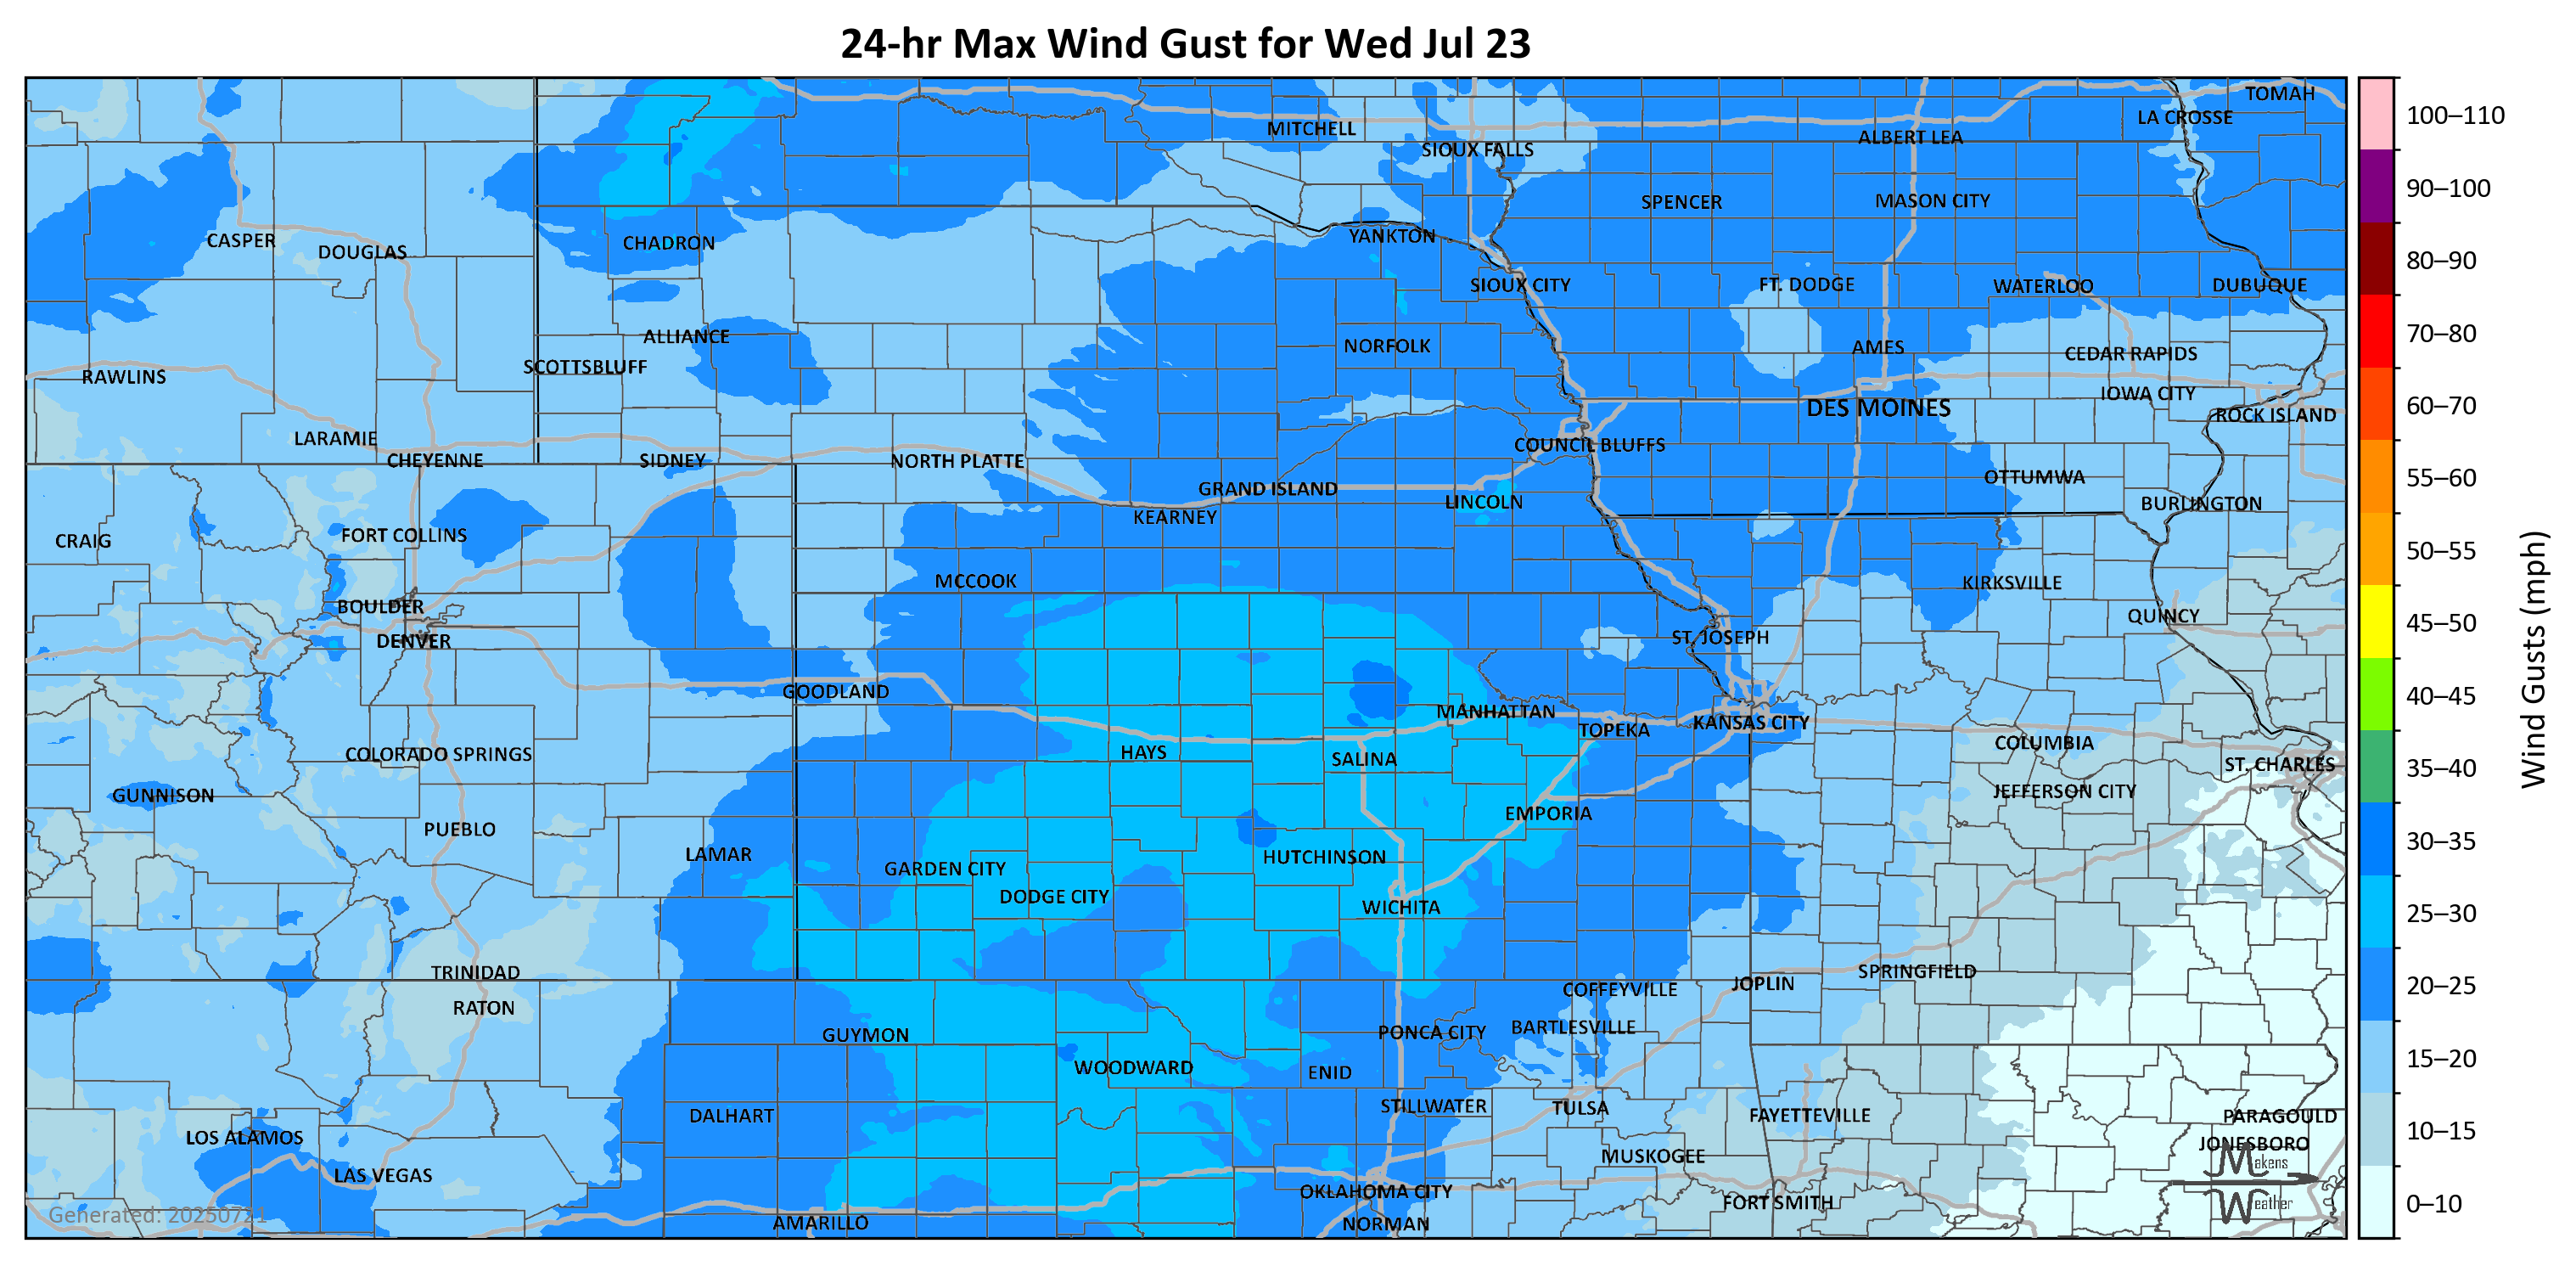 24-hr Max Wind Gust for Wed Jul 23
TOMAH
LA CROSSE
MITCHELL
ALBERT LEA
SIOUX FALLS
SPENCER
MASON CITY
CASPER
DOUGLAS
CHADRON
YANKTON
SIOUX CITY
FT. DODGE
WATERLOO
DUBUQUE
ALLIANCE
NORFOLK
AMES
CEDAR RAPIDS
SCOTTSBLUFF
RAWLINS
IOWA CITY
DES MOINES
ROCK ISLAND
LARAMIE
CHEYENNE
SIDNEY
NORTH PLATTE
COUNCIL BLUFFS
GRAND ISLAND
LINCOLN
OTTUMWA
BURLINGTON
KEARNEY
CRAIG
FORT COLLINS
MCCOOK
KIRKSVILLE
BOULDER
QUINCY
DENVER
ST. JOSEPH
GOODLAND
MANHATTAN
TOPEKA
KANSAS CITY
COLORADO SPRINGS
HAYS
SALINA
COLUMBIA
ST. CHARLES
GUNNISON
JEFFERSON CITY
PUEBLO
EMPORIA
LAMAR
GARDEN CITY
HUTCHINSON
DODGE CITY
WICHITA
TRINIDAD
SPRINGFIELD
JOPLIN
COFFEYVILLE
RATON
GUYMON
PONCA CITY
BARTLESVILLE
WOODWARD
ENID
DALHART
STILLWATER
TULSA
FAYETTEVILLE
PARAGOULD
LOS ALAMOS
JONESBORO
LAS VEGAS
MUSKOGEE
OKLAHOMA CITY
FORT SMITH
AMARILLO
NORMAN
Makens
Weather
Generated: 20250721
100–110
90–100
80–90
70–80
60–70
55–60
50–55
45–50
40–45
35–40
30–35
25–30
20–25
15–20
10–15
0–10
Wind Gusts (mph)